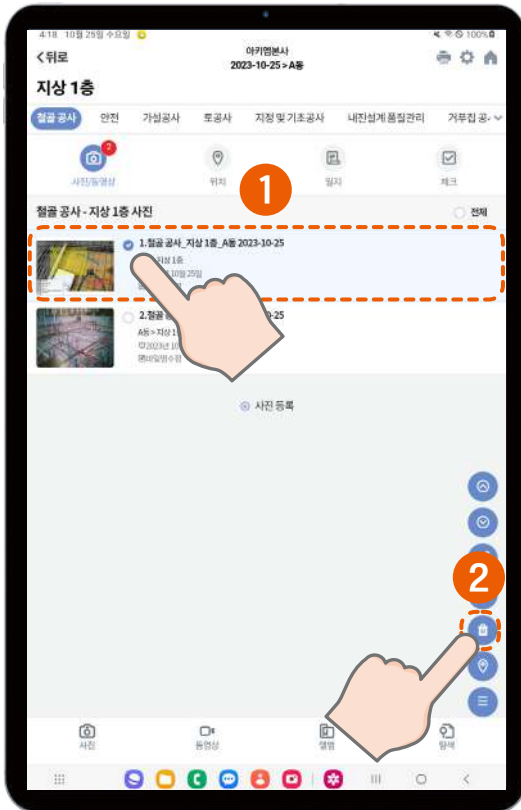 4:18 10월 25일 수요일
100%
<뒤로
아키엠본사
2023-10-25 > A동
지상 1층
철골 공사 안전 가설공사 토공사 지정 및 기초공사 내진설계 품질관리 거푸집 공·
2
사진/동영상 위치 일지 체크
1
철골 공사 - 지상 1층 사진
전체
1.철골 공사_지상 1층_A동 2023-10-25
지상 1층
10월 25일
2.철골
0-25
A동 > 지상 1
2023년 10
파일명수정
사진 등록
2
사진 동영상 앨범 탐색